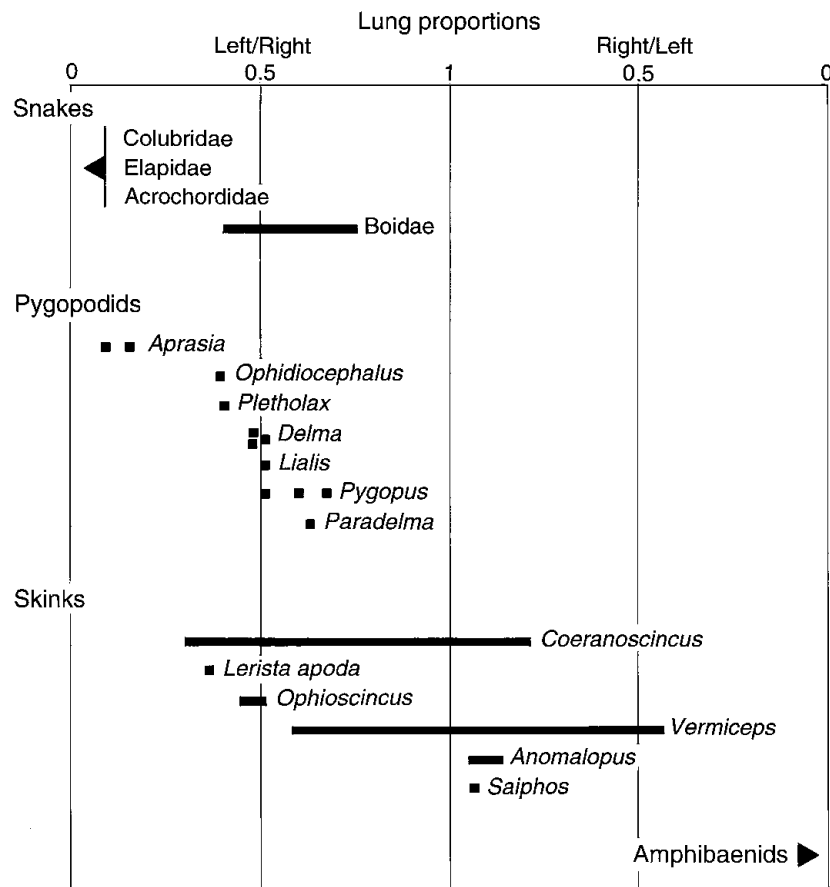 Lung proportions
Left/Right Right/Left
0 0.5 1 0.5 0
Snakes
Colubridae
Elapidae
Acrochordidae
Boidae
Pygopodids
Aprasia
Ophidiocephalus
Pletholax
Delma
Lialis
Pygopus
Paradelma
Skinks
Coeranoscincus
Lerista apoda
Ophioscincus
Vermiceps
Anomalopus
Saiphos
Amphibaenids